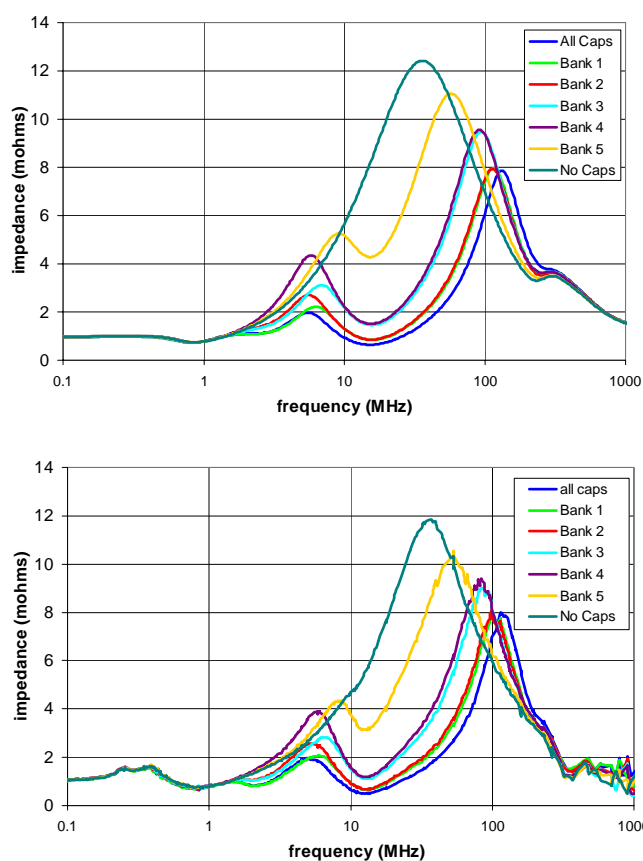 14
12
10
8
6
4
2
0
impedance (mohms)
All Caps
Bank 1
Bank 2
Bank 3
Bank 4
Bank 5
No Caps
0.1 1 10 100 1000
frequency (MHz)
14
12
10
8
6
4
2
0
impedance (mohms)
all caps
Bank 1
Bank 2
Bank 3
Bank 4
Bank 5
No Caps
0.1 1 10 100 100
frequency (MHz)